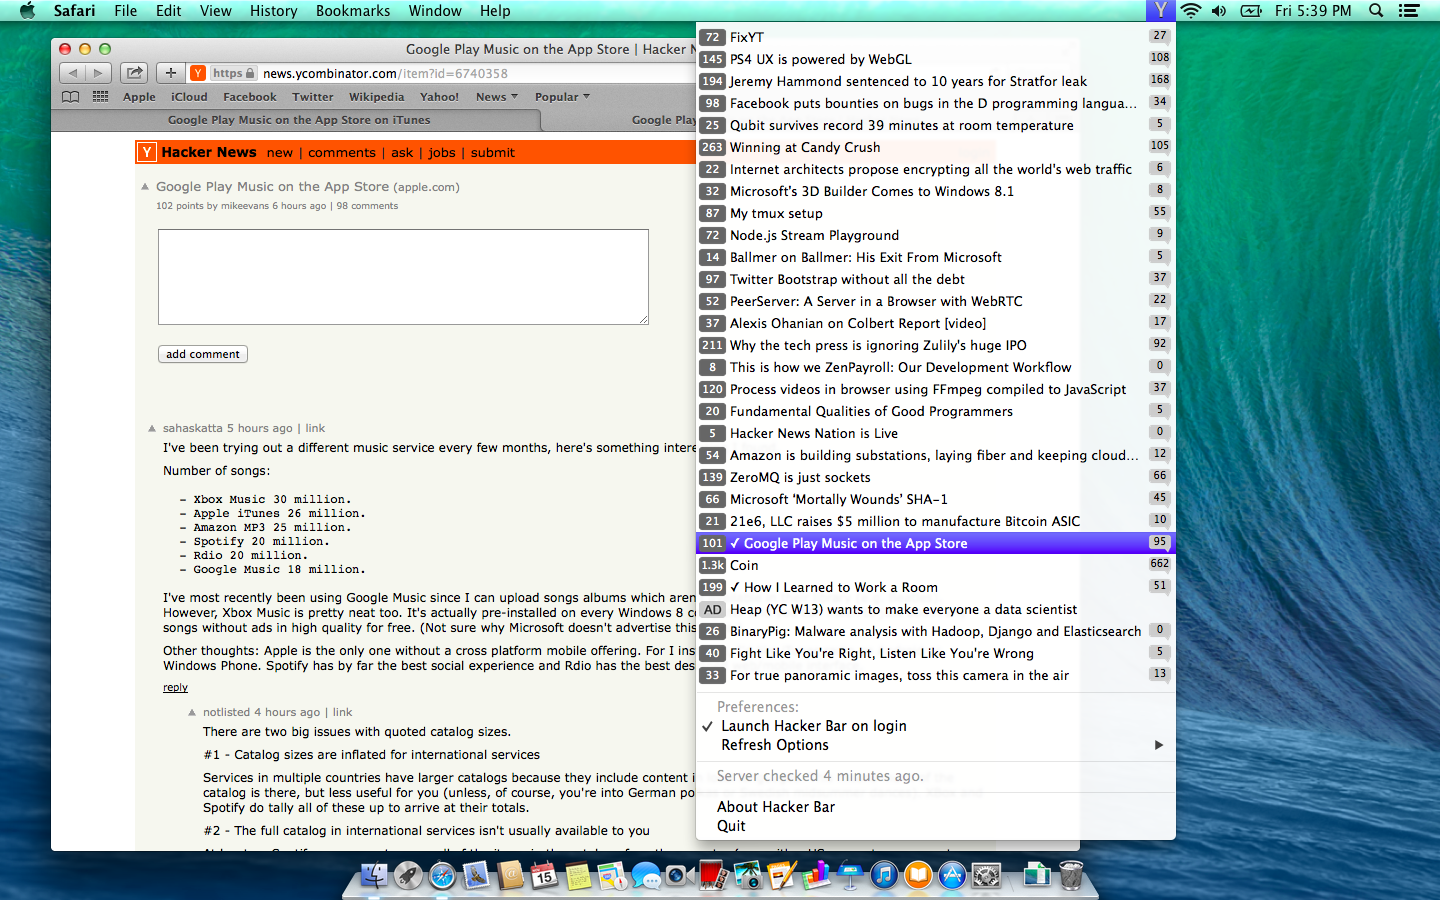 Safari File Edit View History Bookmarks Window Help
Y
Fri 5:39 PM
Google Play Music on the App Store | Hacker N
https news.ycombinator.com/item?id=6740358
Apple iCloud Facebook Twitter Wikipedia Yahoo! News Popular
Google Play Music on the App Store on iTunes
Google Play
Y Hacker News new | comments | ask | jobs | submit
Google Play Music on the App Store (apple.com)
102 points by mikeevans 6 hours ago | 98 comments
add comment
sahaskatta 5 hours ago | link
I've been trying out a different music service every few months, here's something intere
Number of songs:
- Xbox Music 30 million.
- Apple iTunes 26 million.
- Amazon MP3 25 million.
- Spotify 20 million.
- Rdio 20 million.
- Google Music 18 million.
I've most recently been using Google Music since I can upload songs albums which aren
However, Xbox Music is pretty neat too. It's actually pre-installed on every Windows 8 c
songs without ads in high quality for free. (Not sure why Microsoft doesn't advertise this
Other thoughts: Apple is the only one without a cross platform mobile offering. For I ins
Windows Phone. Spotify has by far the best social experience and Rdio has the best des
reply
notlisted 4 hours ago | link
There are two big issues with quoted catalog sizes.
#1 - Catalog sizes are inflated for international services
Services in multiple countries have larger catalogs because they include content i
catalog is there, but less useful for you (unless, of course, you're into German po
Spotify do tally all of these up to arrive at their totals.
#2 - The full catalog in international services isn't usually available to you
72 FixYT 27
145 PS4 UX is powered by WebGL 108
194 Jeremy Hammond sentenced to 10 years for Stratfor leak 168
98 Facebook puts bounties on bugs in the D programming langua... 34
25 Qubit survives record 39 minutes at room temperature 5
263 Winning at Candy Crush 105
22 Internet architects propose encrypting all the world's web traffic 6
32 Microsoft's 3D Builder Comes to Windows 8.1 8
87 My tmux setup 55
72 Node.js Stream Playground 9
14 Ballmer on Ballmer: His Exit From Microsoft 5
97 Twitter Bootstrap without all the debt 37
52 PeerServer: A Server in a Browser with WebRTC 22
37 Alexis Ohanian on Colbert Report [video] 17
211 Why the tech press is ignoring Zulily's huge IPO 92
8 This is how we ZenPayroll: Our Development Workflow 0
120 Process videos in browser using FFmpeg compiled to JavaScript 37
20 Fundamental Qualities of Good Programmers 5
5 Hacker News Nation is Live 0
54 Amazon is building substations, laying fiber and keeping cloud... 12
139 ZeroMQ is just sockets 66
66 Microsoft ‘Mortally Wounds’ SHA-1 45
21 21e6, LLC raises $5 million to manufacture Bitcoin ASIC 10
101 ✓ Google Play Music on the App Store 95
1.3k Coin 662
199 ✓ How I Learned to Work a Room 51
AD Heap (YC W13) wants to make everyone a data scientist
26 BinaryPig: Malware analysis with Hadoop, Django and Elasticsearch 0
40 Fight Like You're Right, Listen Like You're Wrong 5
33 For true panoramic images, toss this camera in the air 13
Preferences:
✓ Launch Hacker Bar on login
Refresh Options
Server checked 4 minutes ago.
About Hacker Bar
Quit
15